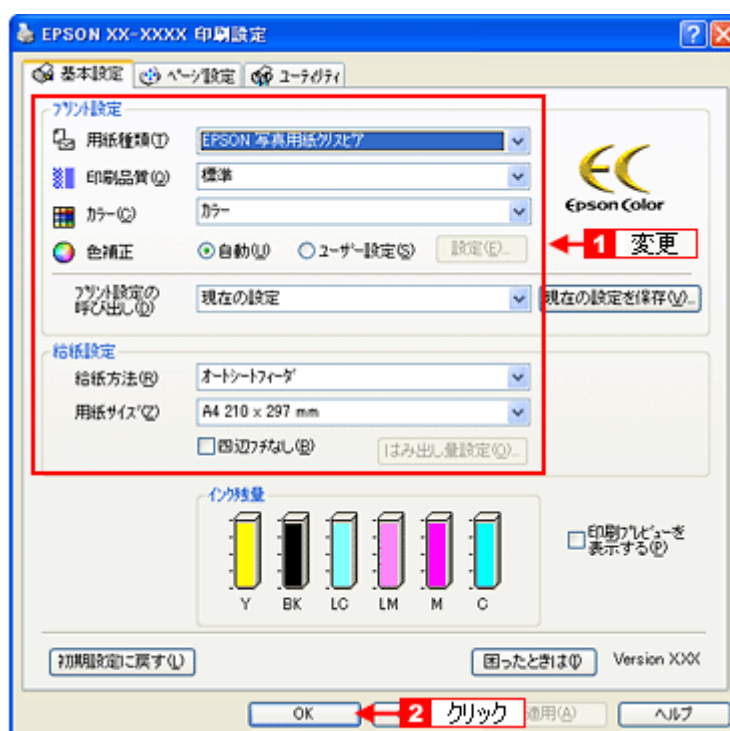 EPSON XX-XXXX 印刷設定
基本設定 ページ設定 ユーティリティ
プリント設定
用紙種類(T) EPSON 写真用紙クリスピア
印刷品質(Q) 標準
カラー(C) カラー
色補正 自動(U) ユーザー設定(S) 設定(E)...
Epson Color
1 変更
プリント設定の
呼び出し(D) 現在の設定 現在の設定を保存(V)...
給紙設定
給紙方法(R) オートシートフィーダ
用紙サイズ(Z) A4 210 x 297 mm
四辺フチなし(B) はみ出し量設定(O)...
インク残量
Y BK LC LM M C
印刷プレビューを
表示する(P)
初期設定に戻す(L) 困ったときは(I) Version X.XX
OK 2 クリック 適用(A) ヘルプ